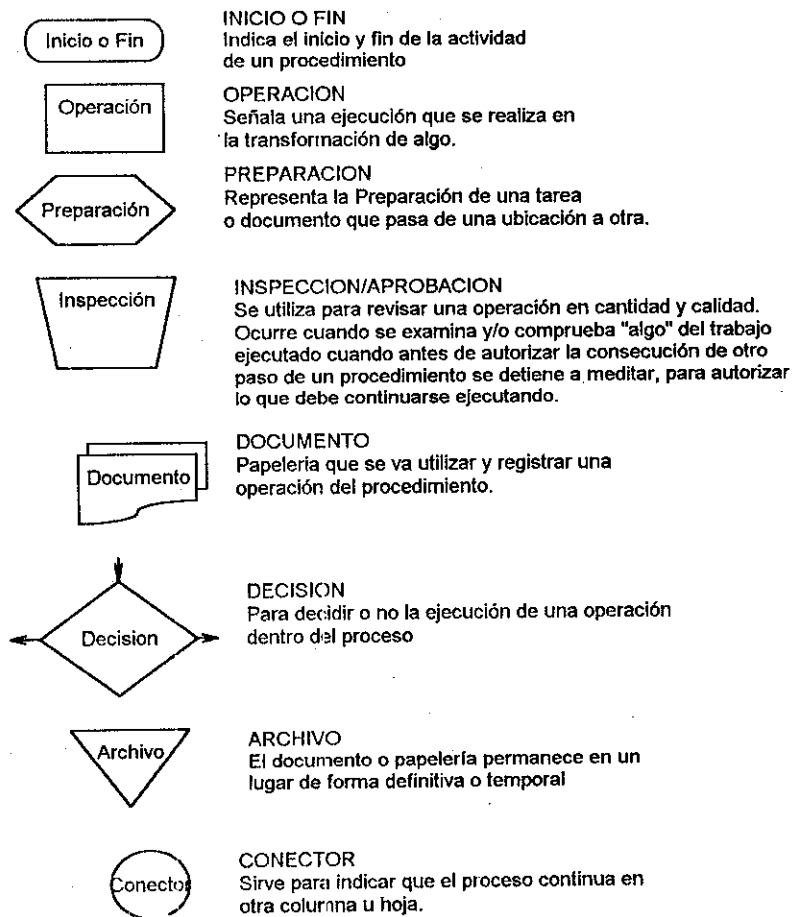 Inicio o Fin
INICIO O FIN
Indica el inicio y fin de la actividad
de un procedimiento
Operación
OPERACION
Señala una ejecución que se realiza en
la transformación de algo.
Preparación
PREPARACION
Representa la Preparación de una tarea
o documento que pasa de una ubicación a otra.
Inspección
INSPECCION/APROBACION
Se utiliza para revisar una operación en cantidad y calidad.
Ocurre cuando se examina y/o comprueba "algo" del trabajo
ejecutado cuando antes de autorizar la consecución de otro
paso de un procedimiento se detiene a meditar, para autorizar
lo que debe continuarse ejecutando.
Documento
DOCUMENTO
Papeleria que se va utilizar y registrar una
operación del procedimiento.
Decision
DECISION
Para decidir o no la ejecución de una operación
dentro del proceso
Archivo
ARCHIVO
El documento o papelería permanece en un
lugar de forma definitiva o temporal
Conector
CONECTOR
Sirve para indicar que el proceso continua en
otra columna u hoja.